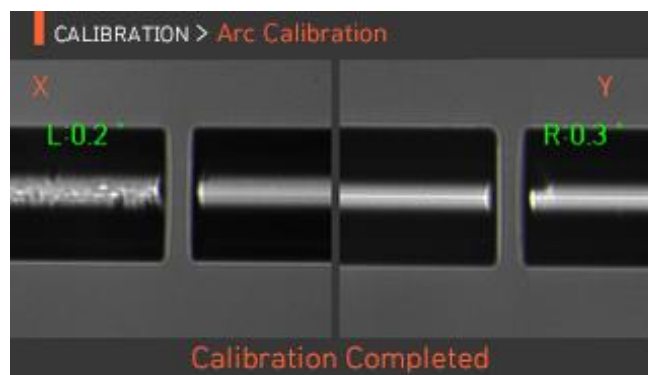 CALIBRATION > Arc Calibration
X Y
L:0.2° R:0.3°
Calibration Completed